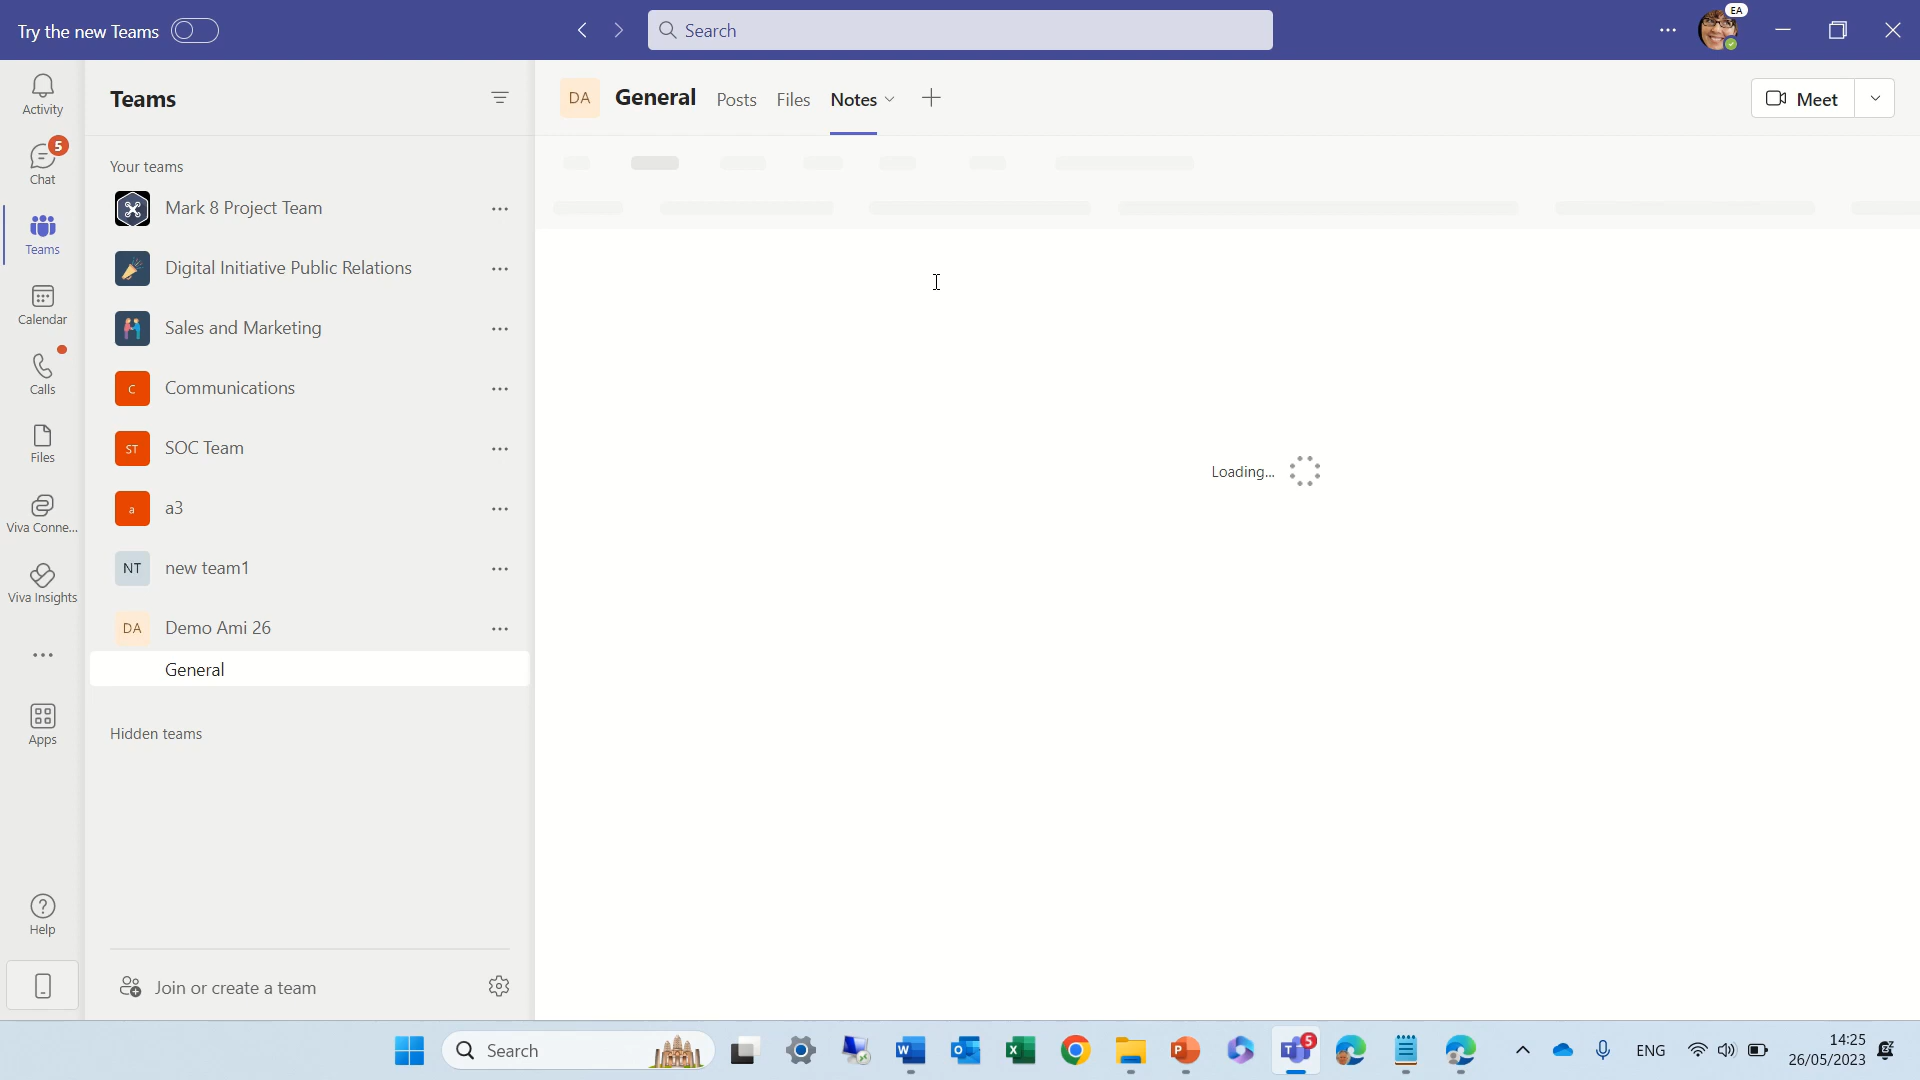 Try the new Teams
Search
EA
Activity
5
Chat
Teams
Calendar
Calls
Files
Viva Conne...
Viva Insights
Apps
Help
Teams
Your teams
Mark 8 Project Team
Digital Initiative Public Relations
Sales and Marketing
C Communications
ST SOC Team
a a3
NT new team1
DA Demo Ami 26
General
Hidden teams
Join or create a team
DA General Posts Files Notes
Meet
Loading...
Search
5
ENG
14:25
26/05/2023